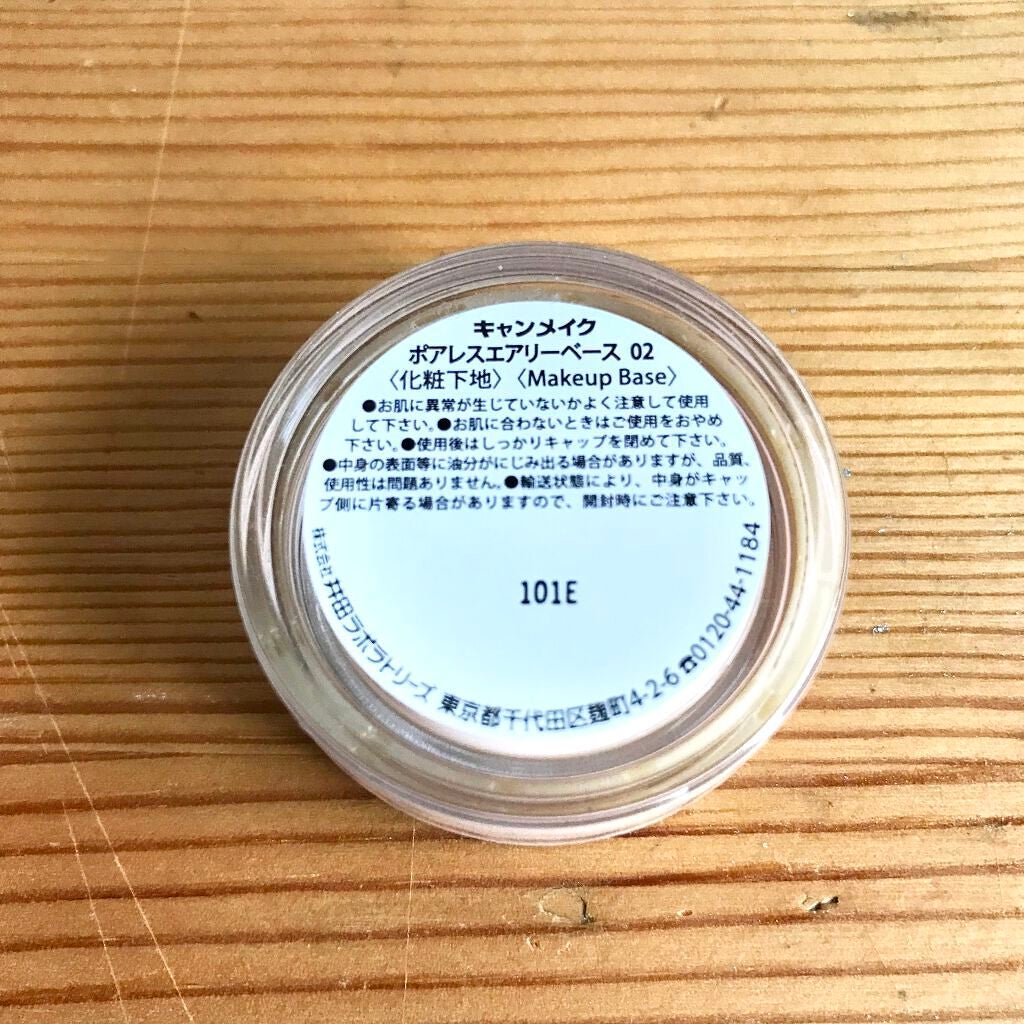 キャンメイク
ポアレスエアリーベース 02
〈化粧下地〉〈Makeup Base〉
●お肌に異常が生じていないかよく注意して使用
して下さい。●お肌に合わないときはご使用をおやめ
下さい。●使用後はしっかりキャップを閉めて下さい。
●中身の表面等に油分がにじみ出る場合がありますが、品質、
使用性は問題ありません。●輸送状態により、中身がキャッ
プ側に片寄る場合がありますので、開封時にご注意下さい。
101E
株式会社 井田ラボラトリーズ 東京都千代田区麹町4-2-6 ☎0120-44-1184